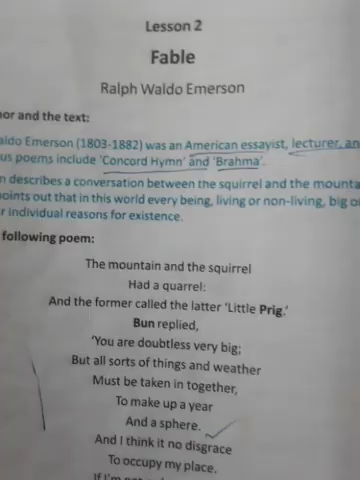 Lesson 2
Fable
Ralph Waldo Emerson
and the text:
Emerson (1803-1882) was an American essayist, lecturer, an
poems include 'Concord Hymn' and 'Brahma'.
describes a conversation between the squirrel and the mounta
points out that in this world every being, living or non-living, big o
individual reasons for existence.
following poem:
The mountain and the squirrel
Had a quarrel:
And the former called the latter 'Little Prig.'
Bun replied,
'You are doubtless very big;
But all sorts of things and weather
Must be taken in together,
To make up a year
And a sphere.
And I think it no disgrace
To occupy my place.
If I'm not